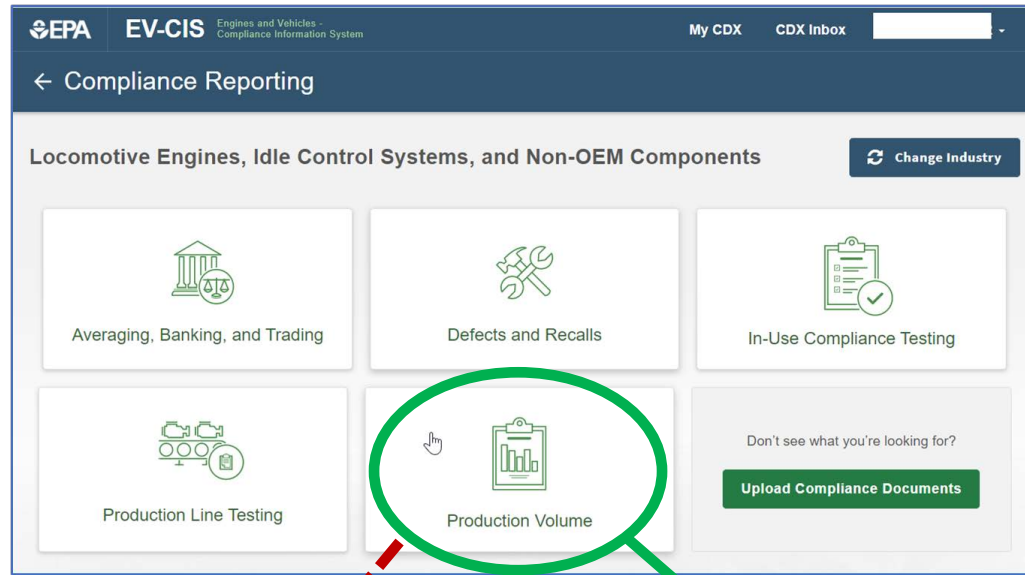 EPA EV-CIS Engines and Vehicles -
Compliance Information System
My CDX CDX Inbox
← Compliance Reporting
Locomotive Engines, Idle Control Systems, and Non-OEM Components
Change Industry
Averaging, Banking, and Trading
Defects and Recalls
In-Use Compliance Testing
Production Line Testing
Production Volume
Don't see what you're looking for?
Upload Compliance Documents